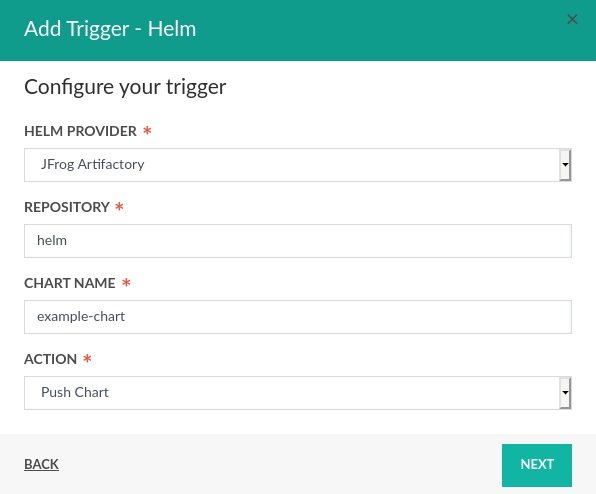 Add Trigger - Helm
Configure your trigger
HELM PROVIDER *
JFrog Artifactory
REPOSITORY *
helm
CHART NAME *
example-chart
ACTION *
Push Chart
BACK
NEXT